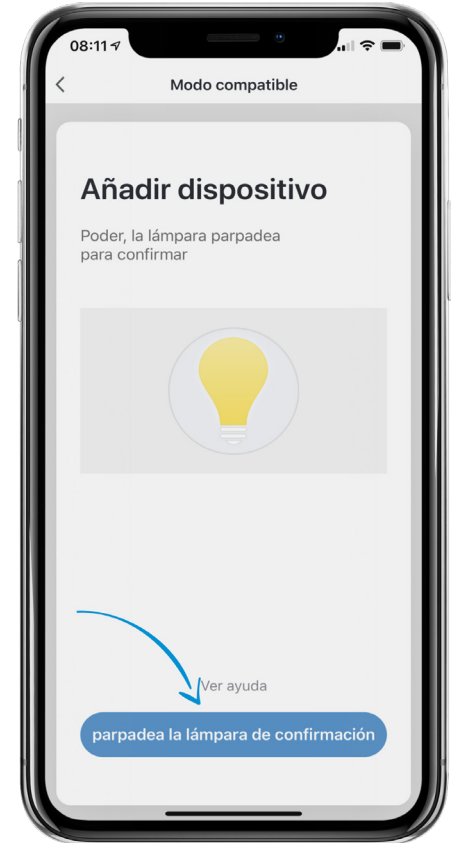 08:11
Modo compatible
Añadir dispositivo
Poder, la lámpara parpadea
para confirmar
Ver ayuda
parpadea la lámpara de confirmación